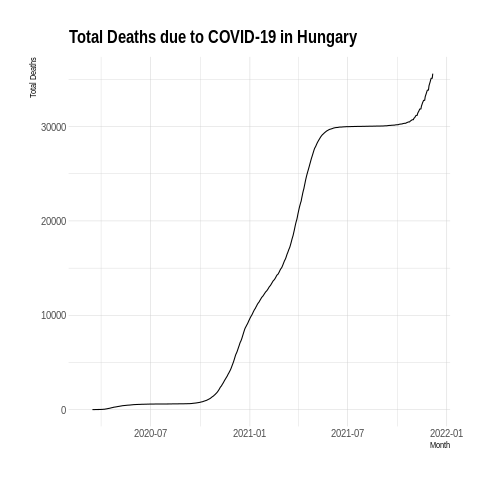 Total Deaths due to COVID-19 in Hungary
Total Deaths
30000
20000
10000
0
2020-07 2021-01 2021-07 2022-01
Month